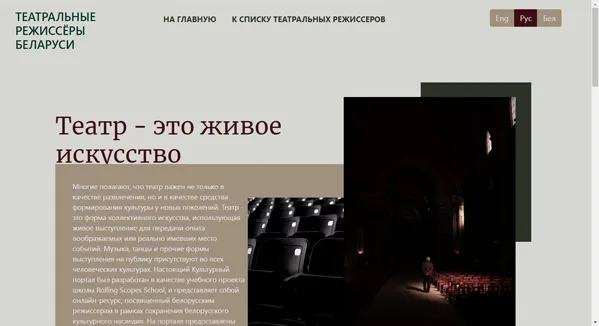 ТЕАТРАЛЬНЫЕ
РЕЖИССЁРЫ
БЕЛАРУСИ
НА ГЛАВНУЮ
К СПИСКУ ТЕАТРАЛЬНЫХ РЕЖИССЕРОВ
Eng Рус Бел
Театр - это живое
искусство
Многие полагают, что театр важен не только в
качестве развлечения, но и в качестве средства
формирования культуры у новых поколений. Театр -
это форма коллективного искусства, использующая
живое выступление для передачи опыта
воображаемых или реально имевших место
событий. Музыка, танцы и прочие формы
выступления на публике присутствуют во всех
человеческих культурах. Настоящий Культурный
портал был разработан в качестве учебного проекта
школы Rolling Scopes School, и представляет собой
онлайн-ресурс, посвященный белорусским
режиссерам в рамках сохранения белорусского
культурного наследия. На портале предоставлены